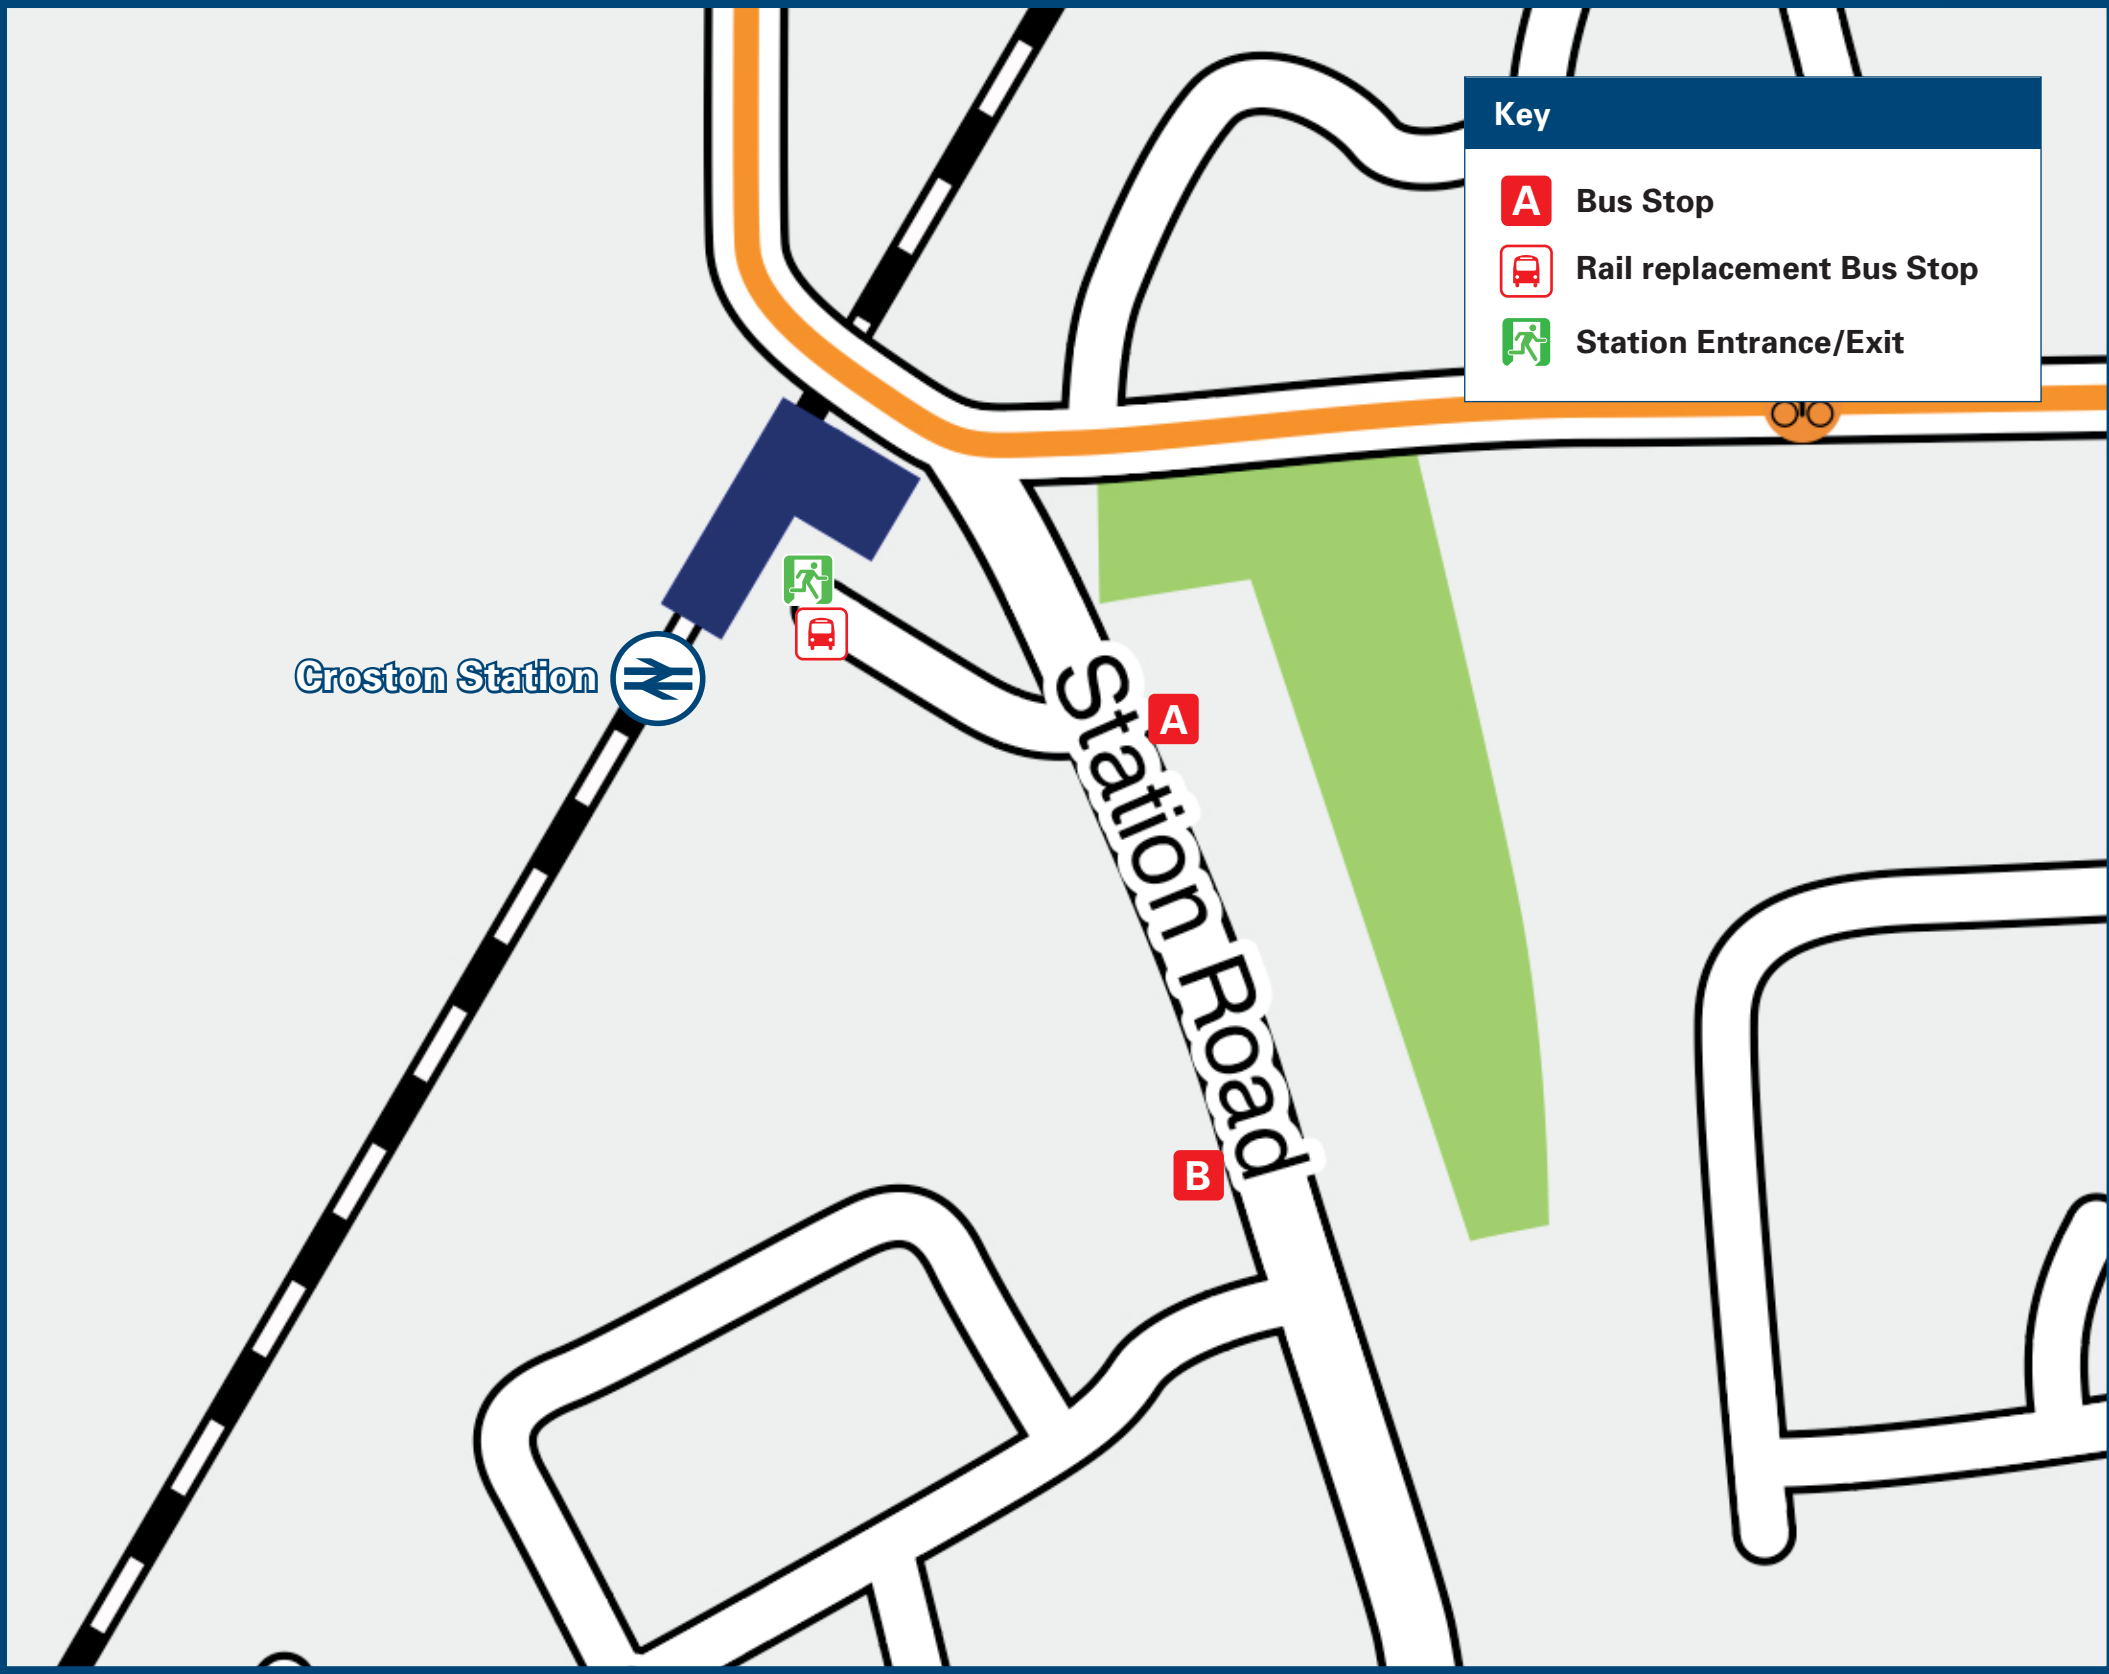 Key
A Bus Stop
Rail replacement Bus Stop
Station Entrance/Exit
Croston Station
A
Station Road
B